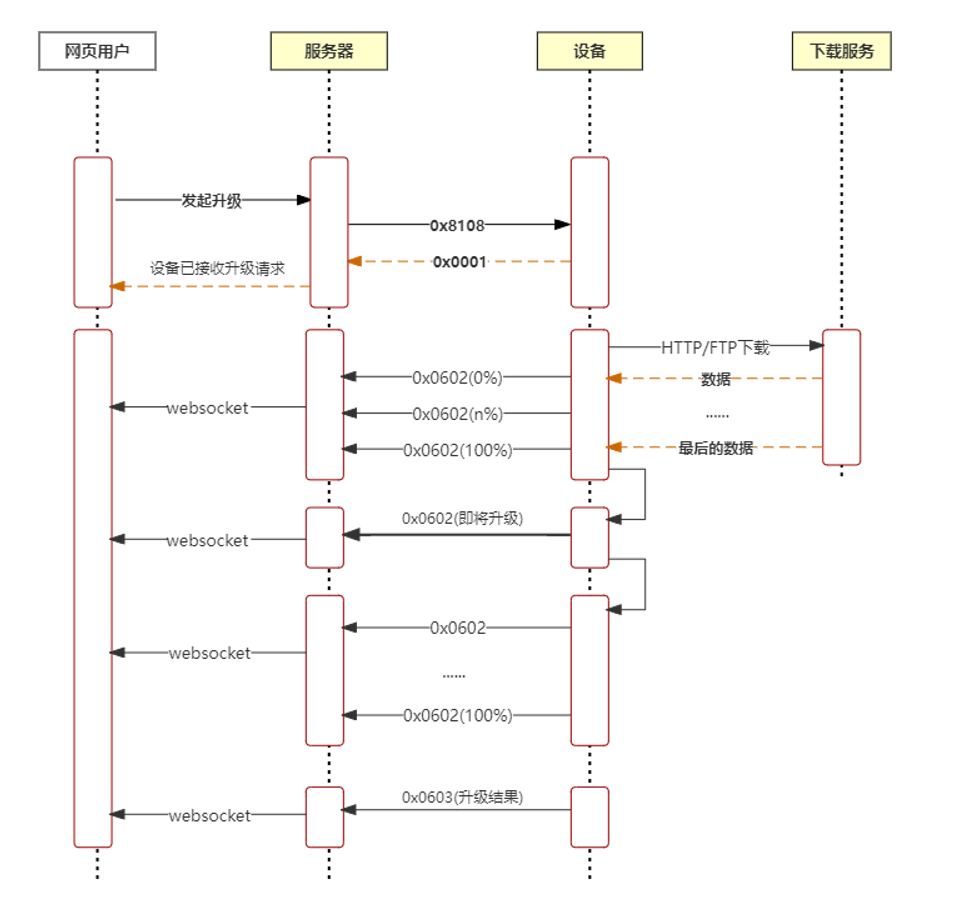 网页用户
服务器
设备
下载服务
发起升级
0x8108
0x0001
设备已接收升级请求
HTTP/FTP下载
0x0602(0%)
数据
websocket
0x0602(n%)
......
0x0602(100%)
最后的数据
0x0602(即将升级)
websocket
0x0602
websocket
......
0x0602(100%)
0x0603(升级结果)
websocket